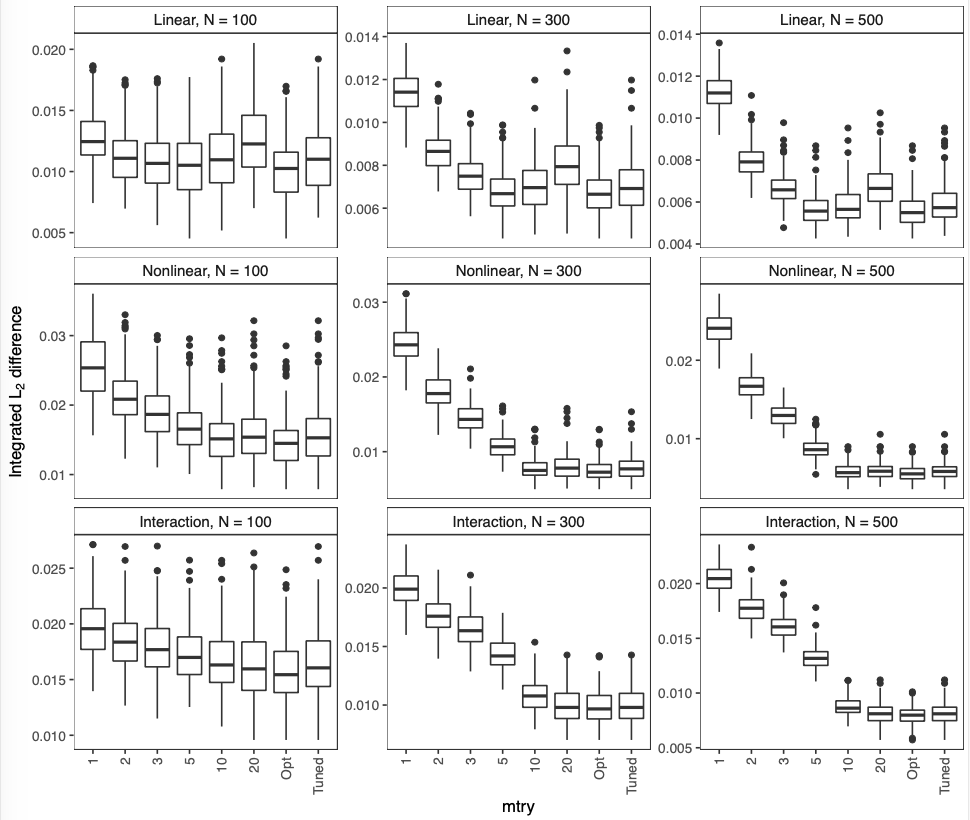 Linear, N = 100
Linear, N = 300
Linear, N = 500
0.020
0.015
0.010
0.005
0.014
0.012
0.010
0.008
0.006
0.014
0.012
0.010
0.008
0.006
0.004
Nonlinear, N = 100
Nonlinear, N = 300
Nonlinear, N = 500
0.03
0.02
0.01
0.03
0.02
0.01
0.02
0.01
Integrated L₂ difference
Interaction, N = 100
Interaction, N = 300
Interaction, N = 500
0.025
0.020
0.015
0.010
0.020
0.015
0.010
0.020
0.015
0.010
0.005
1 2 3 5 10 20 Opt Tuned
1 2 3 5 10 20 Opt Tuned
1 2 3 5 10 20 Opt Tuned
mtry